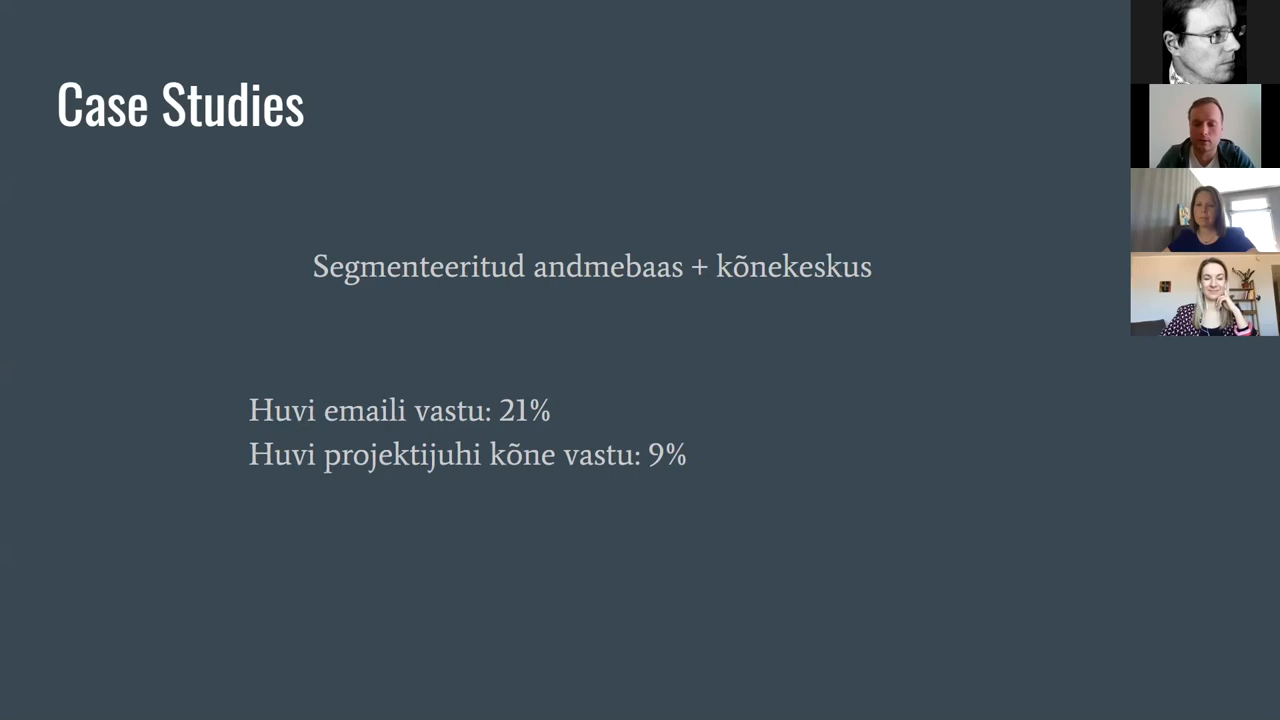 Case Studies
Segmenteeritud andmebaas + kõnekeskus
Huvi emaili vastu: 21%
Huvi projektijuhi kõne vastu: 9%